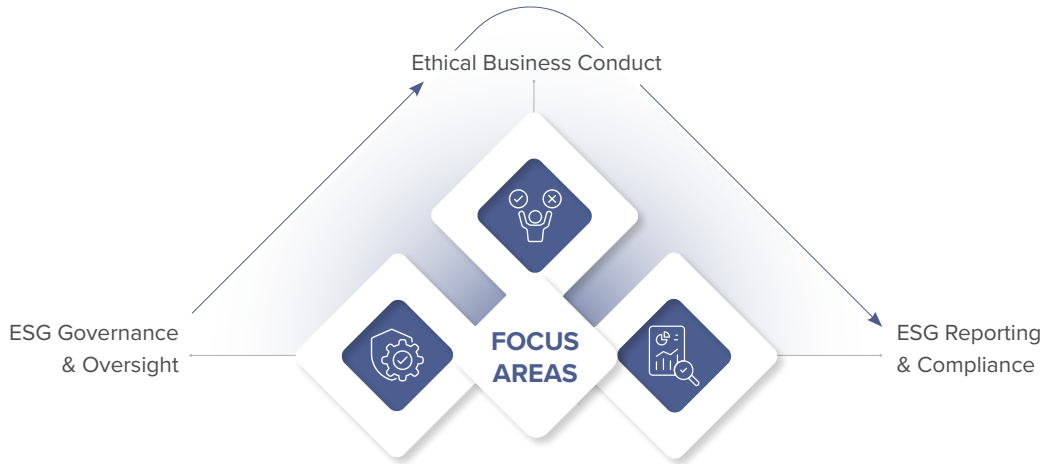 Ethical Business Conduct
ESG Governance
& Oversight
FOCUS
AREAS
ESG Reporting
& Compliance